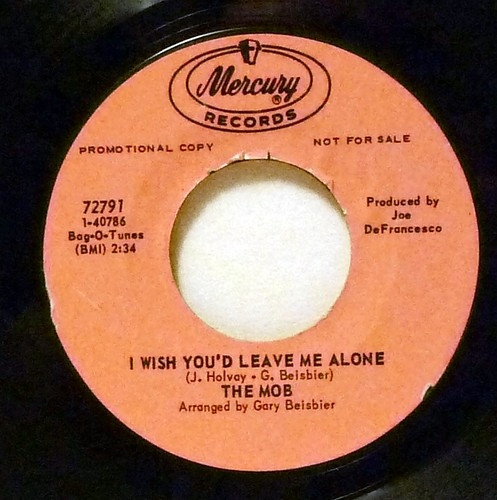 Mercury®
RECORDS
PROMOTIONAL COPY
NOT FOR SALE
72791
1-40786
Bag-O-Tunes
(BMI) 2:34
Produced by
Joe
DeFrancesco
I WISH YOU'D LEAVE ME ALONE
(J. Holvay • G. Beisbier)
THE MOB
Arranged by Gary Beisbier